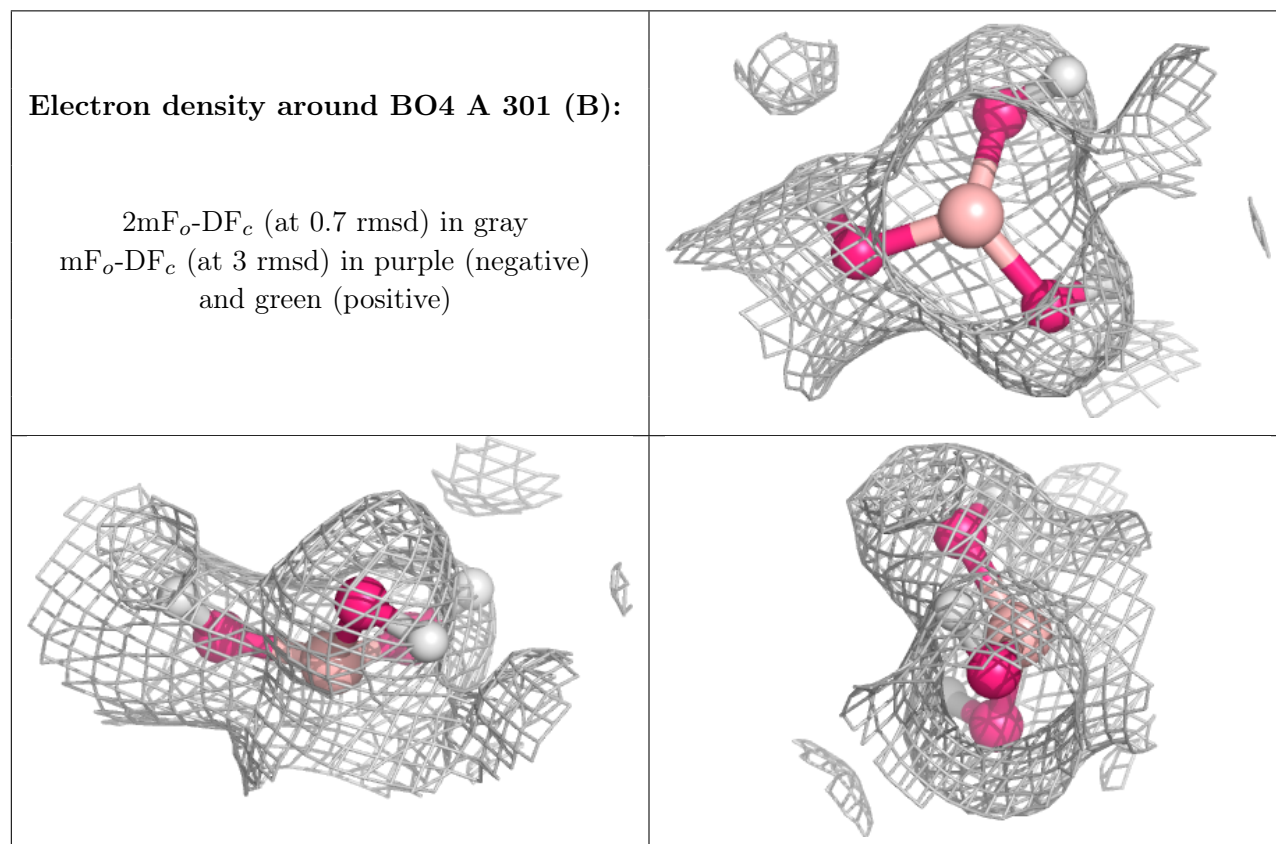 Electron density around BO4 A 301 (B):
2mFo-DFc (at 0.7 rmsd) in gray
mFo-DFc (at 3 rmsd) in purple (negative)
and green (positive)